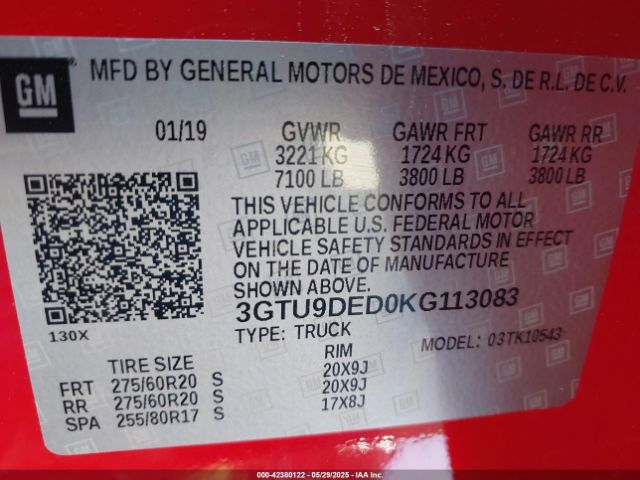 GM
MFD BY GENERAL MOTORS DE MEXICO, S. DE R.L. DE C.V.
01/19 GVWR GAWR FRT GAWR RR
3221 KG 1724 KG 1724 KG
7100 LB 3800 LB 3800 LB
THIS VEHICLE CONFORMS TO ALL
APPLICABLE U.S. FEDERAL MOTOR
VEHICLE SAFETY STANDARDS IN EFFECT
ON THE DATE OF MANUFACTURE
SHOWN ABOVE.
3GTU9DED0KG113083
130X
TYPE: TRUCK MODEL: 03TK10543
TIRE SIZE RIM
FRT 275/60R20 S 20X9J
RR 275/60R20 S 20X9J
SPA 255/80R17 S 17X8J
000-42380122 - 05/29/2025 - IAAI.com